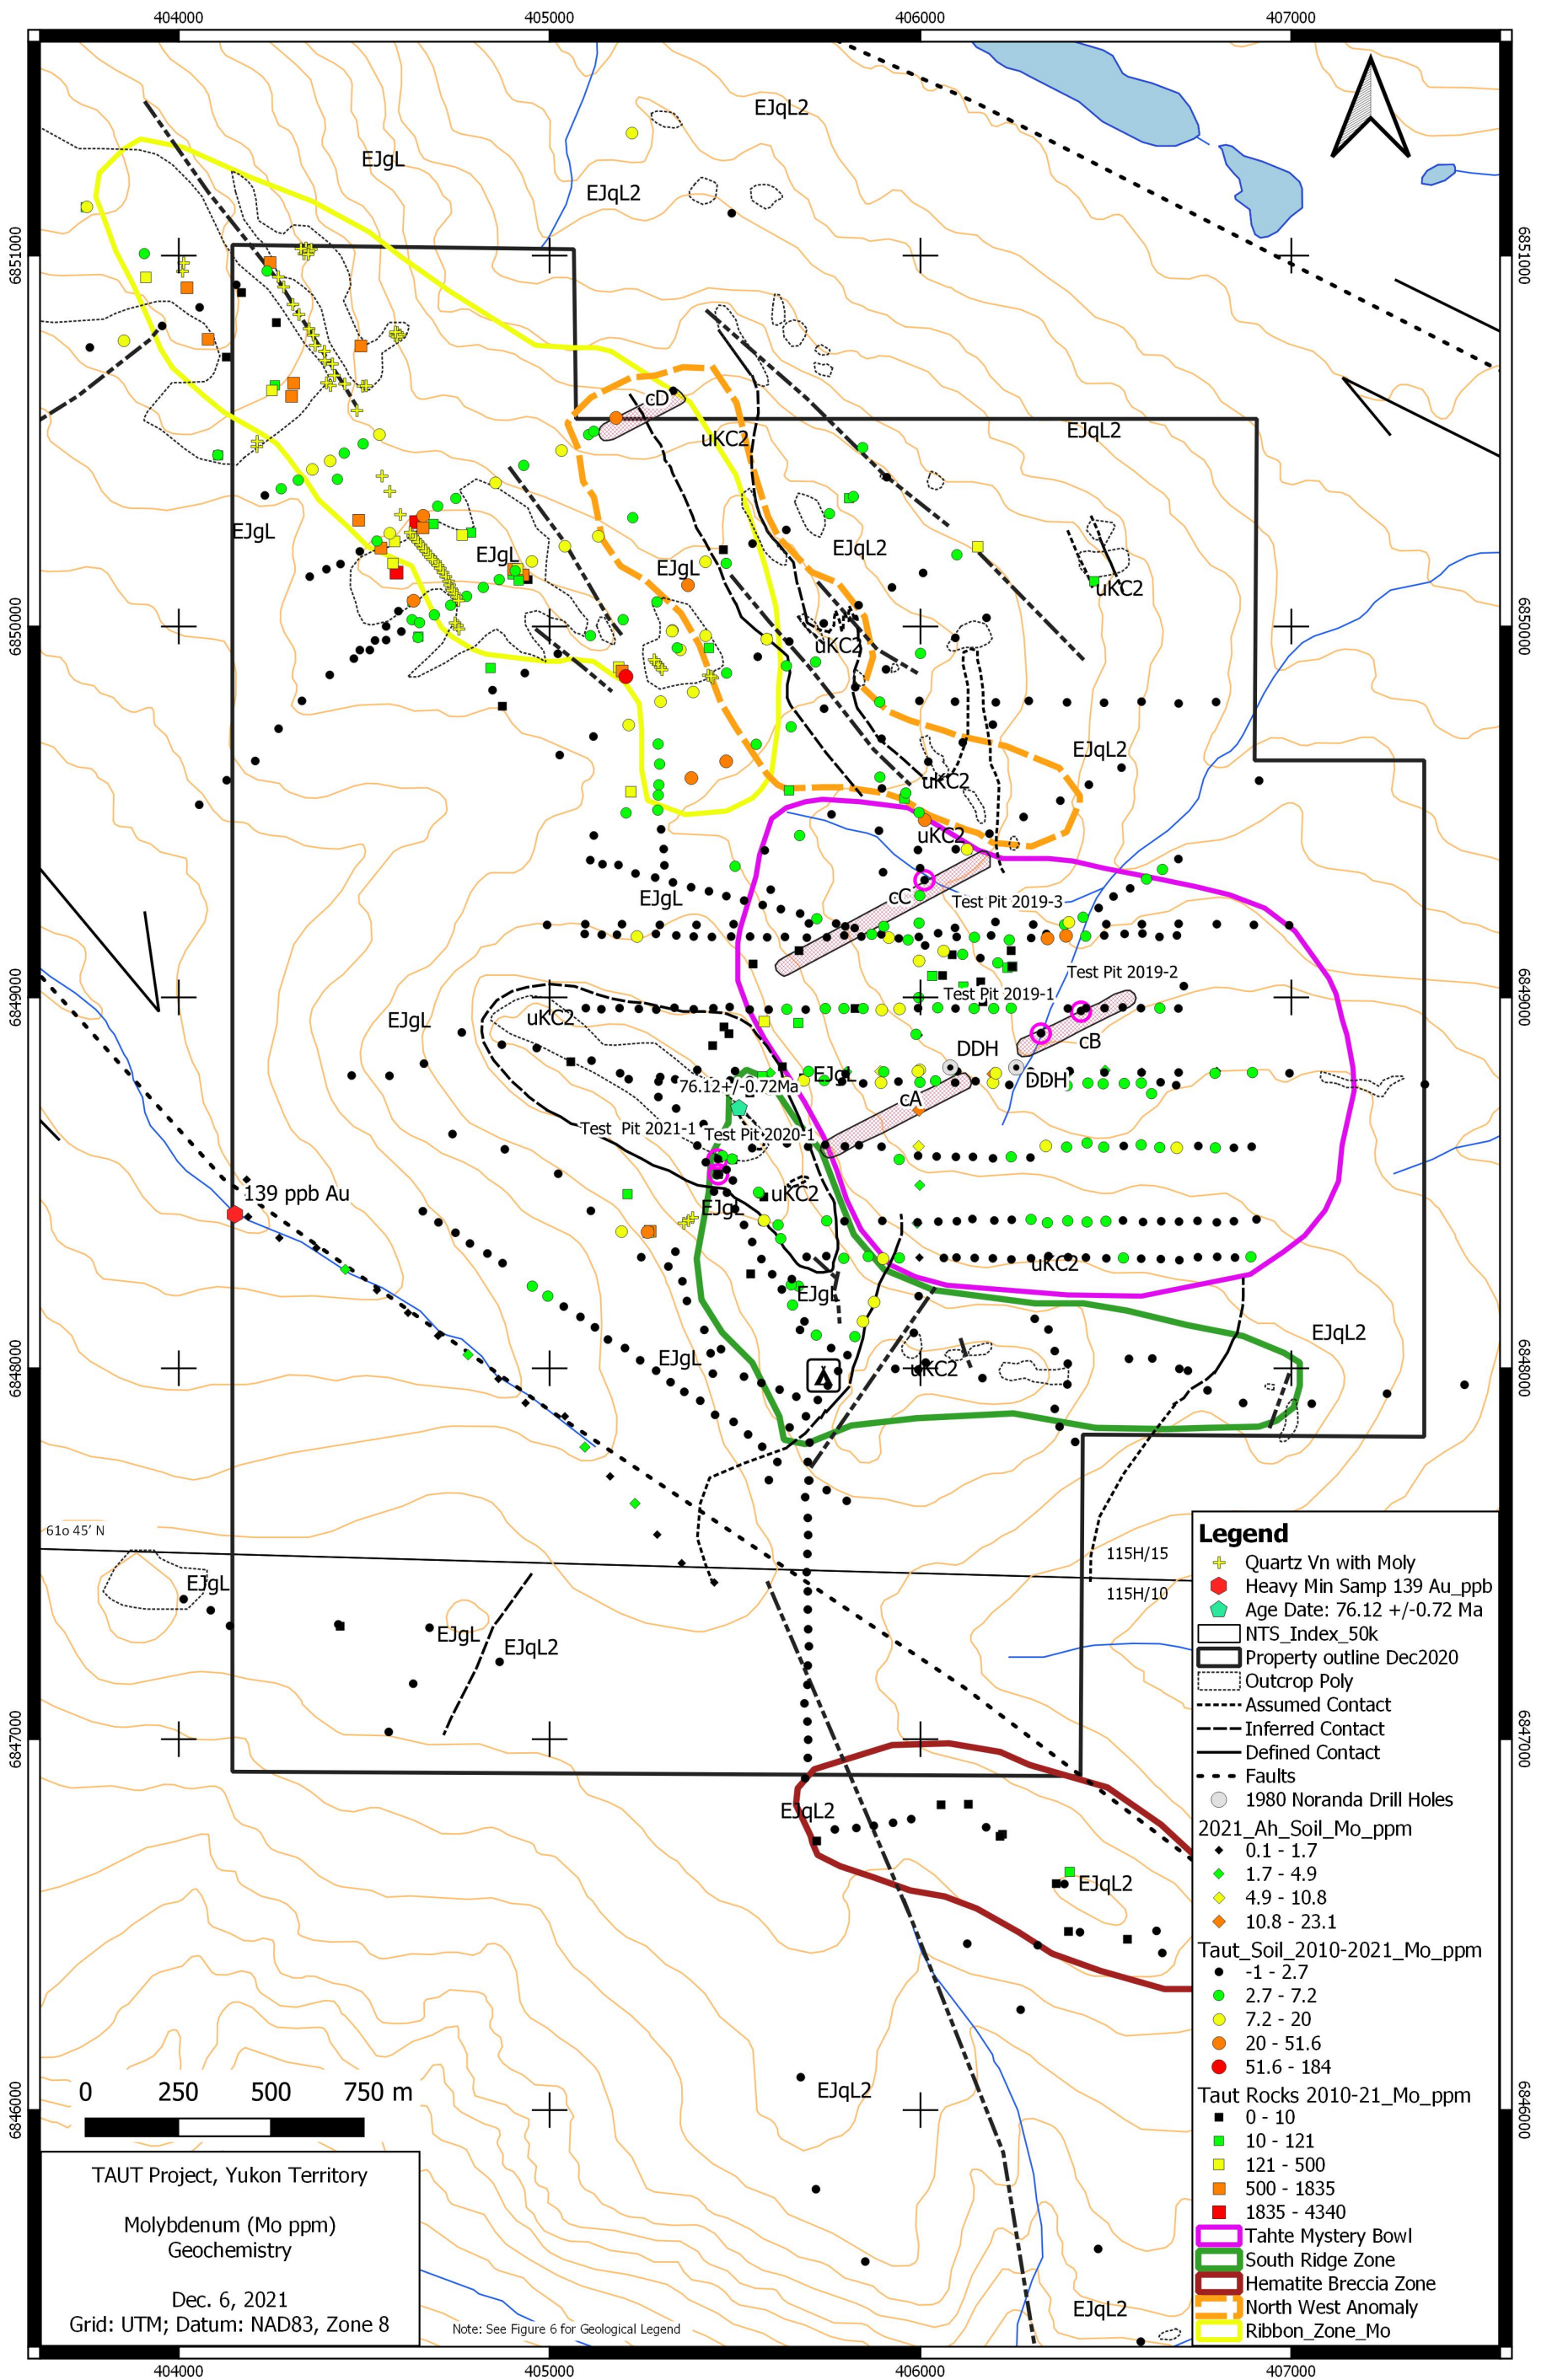 404000
405000
406000
407000
EJqL2
EJgL
EJqL2
6851000
6851000
cD
uKC2
EJqL2
EJgL
EJqL2
EJgL
EJgL
uKC2
6850000
6850000
uKC2
EJqL2
uKC2
uKC2
EJgL
cC
Test Pit 2019-3
Test Pit 2019-2
6849000
6849000
Test Pit 2019-1
EJgL
uKC2
DDH
cB
EJgL
DDH
76.12+/-0.72Ma
cA
Test Pit 2021-1
Test Pit 2020-1
139 ppb Au
uKC2
EJgL
uKC2
EJgL
EJqL2
EJgL
uKC2
6848000
6848000
61o 45' N
115H/15
115H/10
EJgL
EJgL
EJqL2
6847000
6847000
EJqL2
EJqL2
6846000
6846000
EJqL2
EJqL2
Legend
Quartz Vn with Moly
Heavy Min Samp 139 Au_ppb
Age Date: 76.12 +/-0.72 Ma
NTS_Index_50k
Property outline Dec2020
Outcrop Poly
Assumed Contact
Inferred Contact
Defined Contact
Faults
1980 Noranda Drill Holes
2021_Ah_Soil_Mo_ppm
0.1 - 1.7
1.7 - 4.9
4.9 - 10.8
10.8 - 23.1
Taut_Soil_2010-2021_Mo_ppm
-1 - 2.7
2.7 - 7.2
7.2 - 20
20 - 51.6
51.6 - 184
Taut Rocks 2010-21_Mo_ppm
0 - 10
10 - 121
121 - 500
500 - 1835
1835 - 4340
Tahte Mystery Bowl
South Ridge Zone
Hematite Breccia Zone
North West Anomaly
Ribbon_Zone_Mo
0 250 500 750 m
TAUT Project, Yukon Territory
Molybdenum (Mo ppm)
Geochemistry
Dec. 6, 2021
Grid: UTM; Datum: NAD83, Zone 8
Note: See Figure 6 for Geological Legend
404000
405000
406000
407000